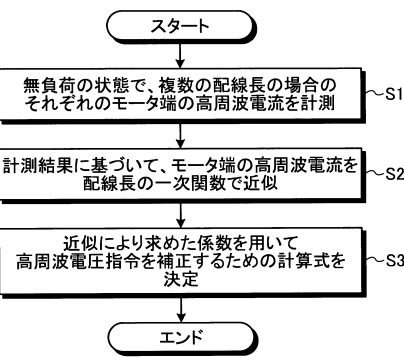 スタート
無負荷の状態で、複数の配線長の場合の
それぞれのモータ端の高周波電流を計測
S1
計測結果に基づいて、モータ端の高周波電流を
配線長の一次関数で近似
S2
近似により求めた係数を用いて
高周波電圧指令を補正するための計算式を
決定
S3
エンド